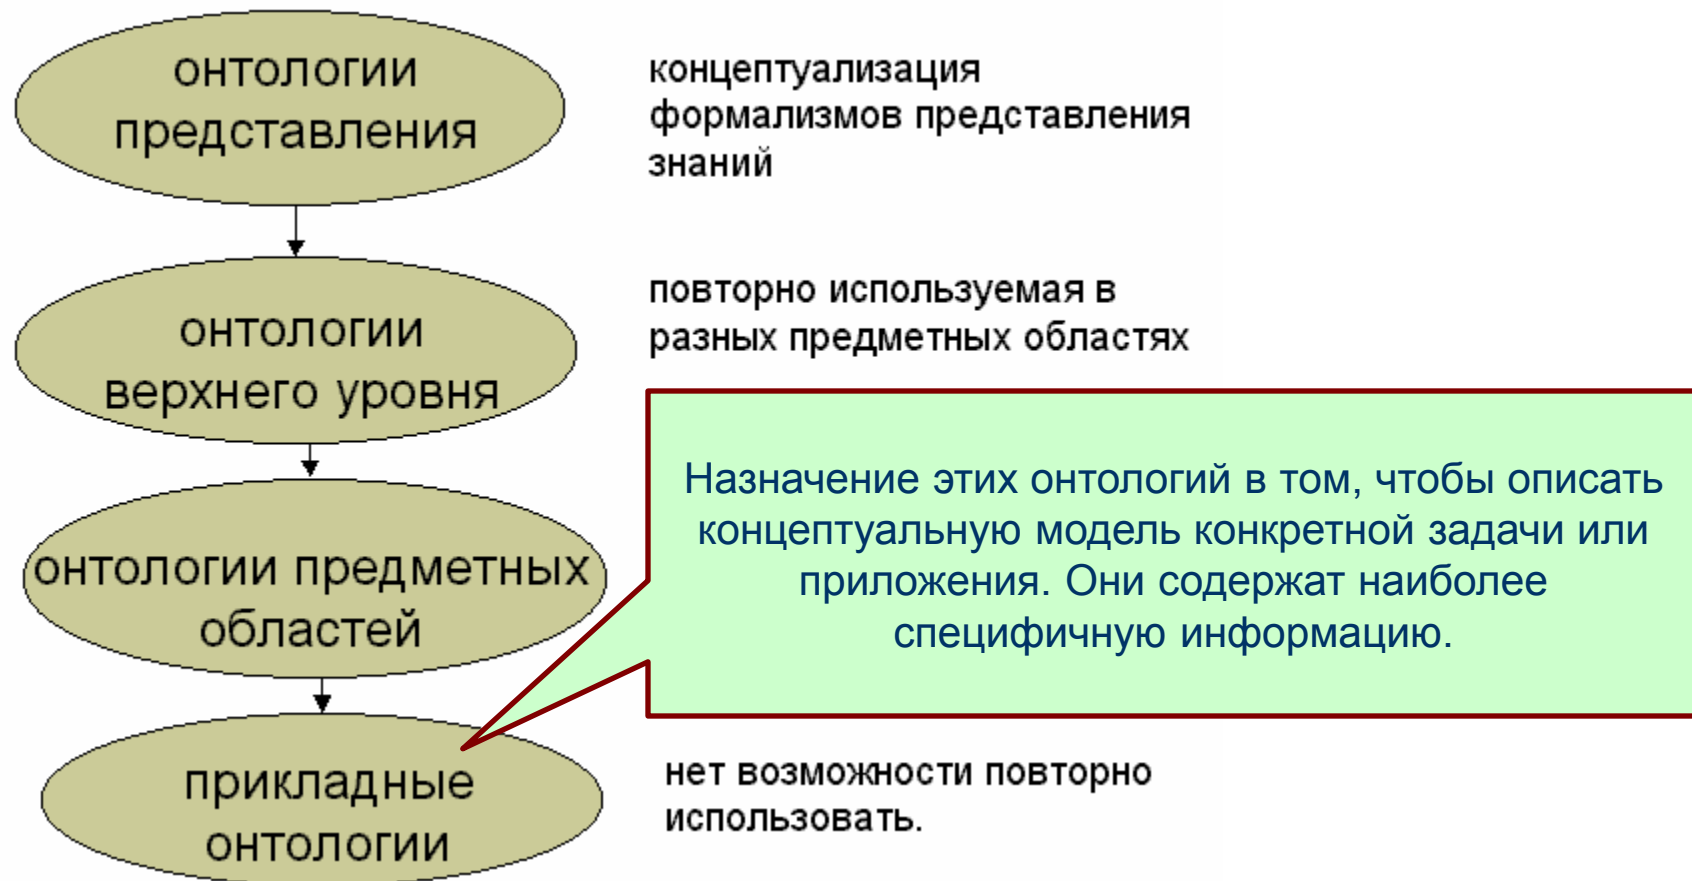 онтологии
представления
концептуализация
формализмов представления
знаний
онтологии
верхнего уровня
повторно используемая в
разных предметных областях
онтологии предметных
областей
Назначение этих онтологий в том, чтобы описать
концептуальную модель конкретной задачи или
приложения. Они содержат наиболее
специфичную информацию.
прикладные
онтологии
нет возможности повторно
использовать.